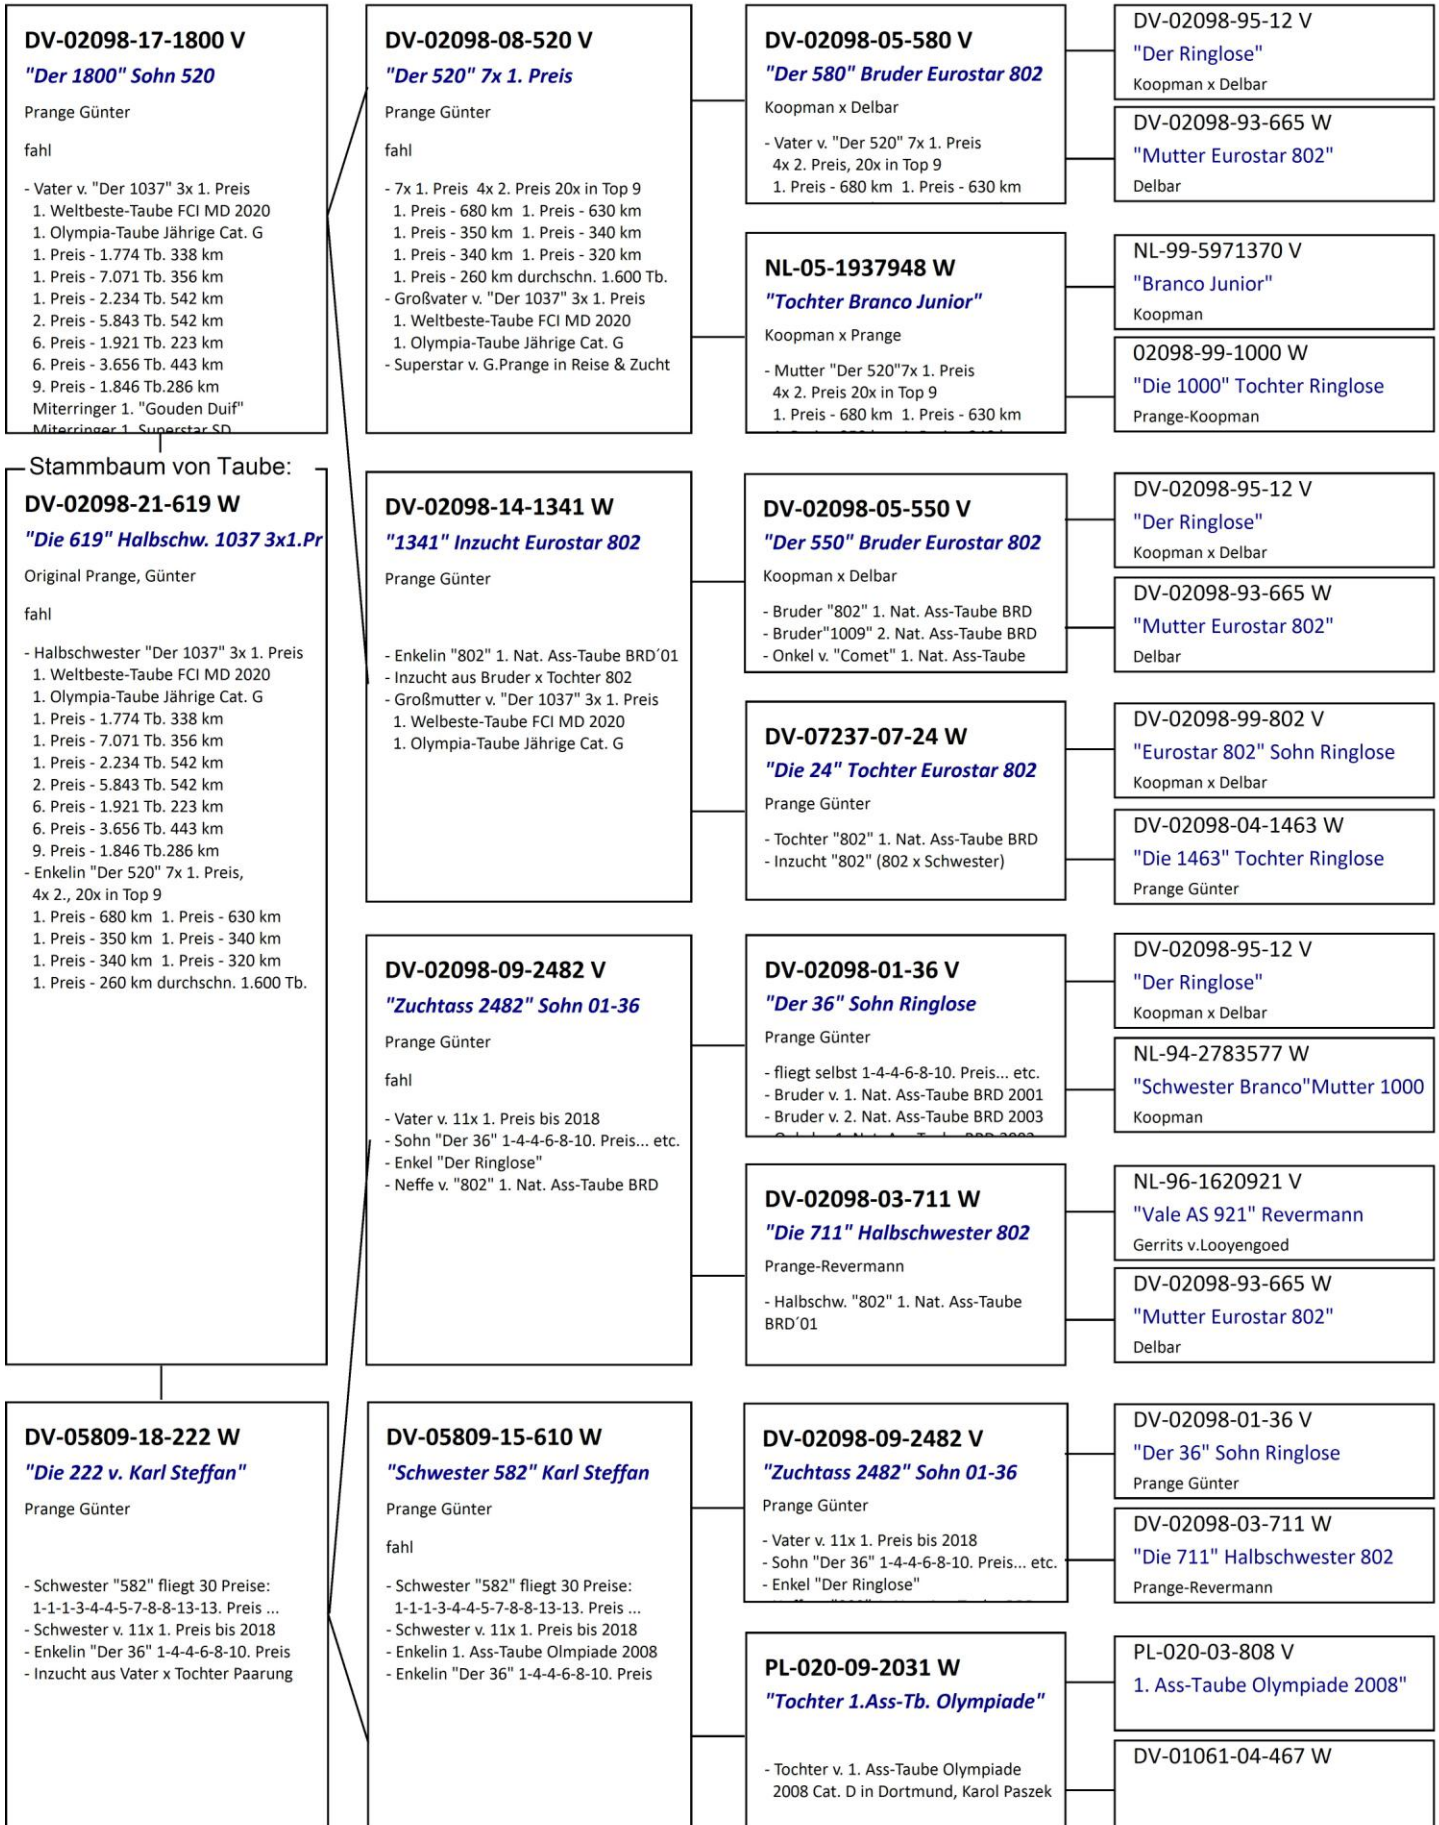 DV-02098-17-1800 V
"Der 1800" Sohn 520
Prange Günter
fahl
- Vater v. "Der 1037" 3x 1. Preis
1. Weltbeste-Taube FCI MD 2020
1. Olympia-Taube Jährige Cat. G
1. Preis - 1.774 Tb. 338 km
1. Preis - 7.071 Tb. 356 km
1. Preis - 2.234 Tb. 542 km
2. Preis - 5.843 Tb. 542 km
6. Preis - 1.921 Tb. 223 km
6. Preis - 3.656 Tb. 443 km
9. Preis - 1.846 Tb.286 km
Miterringer 1. "Gouden Duif"
Miterringer 1. Superstar SD
Stammbaum von Taube:
DV-02098-21-619 W
"Die 619" Halbschw. 1037 3x1.Pr
Original Prange, Günter
fahl
- Halbschwester "Der 1037" 3x 1. Preis
1. Weltbeste-Taube FCI MD 2020
1. Olympia-Taube Jährige Cat. G
1. Preis - 1.774 Tb. 338 km
1. Preis - 7.071 Tb. 356 km
1. Preis - 2.234 Tb. 542 km
2. Preis - 5.843 Tb. 542 km
6. Preis - 1.921 Tb. 223 km
6. Preis - 3.656 Tb. 443 km
9. Preis - 1.846 Tb.286 km
- Enkelin "Der 520" 7x 1. Preis,
4x 2., 20x in Top 9
1. Preis - 680 km 1. Preis - 630 km
1. Preis - 350 km 1. Preis - 340 km
1. Preis - 340 km 1. Preis - 320 km
1. Preis - 260 km durchschn. 1.600 Tb.
DV-05809-18-222 W
"Die 222 v. Karl Steffan"
Prange Günter
- Schwester "582" fliegt 30 Preise:
1-1-1-3-4-4-5-7-8-8-13-13. Preis ...
- Schwester v. 11x 1. Preis bis 2018
- Enkelin "Der 36" 1-4-4-6-8-10. Preis
- Inzucht aus Vater x Tochter Paarung
DV-02098-08-520 V
"Der 520" 7x 1. Preis
Prange Günter
fahl
- 7x 1. Preis 4x 2. Preis 20x in Top 9
1. Preis - 680 km 1. Preis - 630 km
1. Preis - 350 km 1. Preis - 340 km
1. Preis - 340 km 1. Preis - 320 km
1. Preis - 260 km durchschn. 1.600 Tb.
- Großvater v. "Der 1037" 3x 1. Preis
1. Weltbeste-Taube FCI MD 2020
1. Olympia-Taube Jährige Cat. G
- Superstar v. G.Prange in Reise & Zucht
DV-02098-14-1341 W
"1341" Inzucht Eurostar 802
Prange Günter
- Enkelin "802" 1. Nat. Ass-Taube BRD´01
- Inzucht aus Bruder x Tochter 802
- Großmutter v. "Der 1037" 3x 1. Preis
1. Welbeste-Taube FCI MD 2020
1. Olympia-Taube Jährige Cat. G
DV-02098-09-2482 V
"Zuchtass 2482" Sohn 01-36
Prange Günter
fahl
- Vater v. 11x 1. Preis bis 2018
- Sohn "Der 36" 1-4-4-6-8-10. Preis... etc.
- Enkel "Der Ringlose"
- Neffe v. "802" 1. Nat. Ass-Taube BRD
DV-05809-15-610 W
"Schwester 582" Karl Steffan
Prange Günter
fahl
- Schwester "582" fliegt 30 Preise:
1-1-1-3-4-4-5-7-8-8-13-13. Preis ...
- Schwester v. 11x 1. Preis bis 2018
- Enkelin 1. Ass-Taube Olmpiade 2008
- Enkelin "Der 36" 1-4-4-6-8-10. Preis
DV-02098-05-580 V
"Der 580" Bruder Eurostar 802
Koopman x Delbar
- Vater v. "Der 520" 7x 1. Preis
4x 2. Preis, 20x in Top 9
1. Preis - 680 km 1. Preis - 630 km
NL-05-1937948 W
"Tochter Branco Junior"
Koopman x Prange
- Mutter "Der 520"7x 1. Preis
4x 2. Preis 20x in Top 9
1. Preis - 680 km 1. Preis - 630 km
DV-02098-05-550 V
"Der 550" Bruder Eurostar 802
Koopman x Delbar
- Bruder "802" 1. Nat. Ass-Taube BRD
- Bruder"1009" 2. Nat. Ass-Taube BRD
- Onkel v. "Comet" 1. Nat. Ass-Taube
DV-07237-07-24 W
"Die 24" Tochter Eurostar 802
Prange Günter
- Tochter "802" 1. Nat. Ass-Taube BRD
- Inzucht "802" (802 x Schwester)
DV-02098-01-36 V
"Der 36" Sohn Ringlose
Prange Günter
- fliegt selbst 1-4-4-6-8-10. Preis... etc.
- Bruder v. 1. Nat. Ass-Taube BRD 2001
- Bruder v. 2. Nat. Ass-Taube BRD 2003
DV-02098-03-711 W
"Die 711" Halbschwester 802
Prange-Revermann
- Halbschw. "802" 1. Nat. Ass-Taube
BRD´01
DV-02098-09-2482 V
"Zuchtass 2482" Sohn 01-36
Prange Günter
- Vater v. 11x 1. Preis bis 2018
- Sohn "Der 36" 1-4-4-6-8-10. Preis... etc.
- Enkel "Der Ringlose"
PL-020-09-2031 W
"Tochter 1.Ass-Tb. Olympiade"
- Tochter v. 1. Ass-Taube Olympiade
2008 Cat. D in Dortmund, Karol Paszek
DV-02098-95-12 V
"Der Ringlose"
Koopman x Delbar
DV-02098-93-665 W
"Mutter Eurostar 802"
Delbar
NL-99-5971370 V
"Branco Junior"
Koopman
02098-99-1000 W
"Die 1000" Tochter Ringlose
Prange-Koopman
DV-02098-95-12 V
"Der Ringlose"
Koopman x Delbar
DV-02098-93-665 W
"Mutter Eurostar 802"
Delbar
DV-02098-99-802 V
"Eurostar 802" Sohn Ringlose
Koopman x Delbar
DV-02098-04-1463 W
"Die 1463" Tochter Ringlose
Prange Günter
DV-02098-95-12 V
"Der Ringlose"
Koopman x Delbar
NL-94-2783577 W
"Schwester Branco"Mutter 1000
Koopman
NL-96-1620921 V
"Vale AS 921" Revermann
Gerrits v.Looyengoed
DV-02098-93-665 W
"Mutter Eurostar 802"
Delbar
DV-02098-01-36 V
"Der 36" Sohn Ringlose
Prange Günter
DV-02098-03-711 W
"Die 711" Halbschwester 802
Prange-Revermann
PL-020-03-808 V
1. Ass-Taube Olympiade 2008"
DV-01061-04-467 W